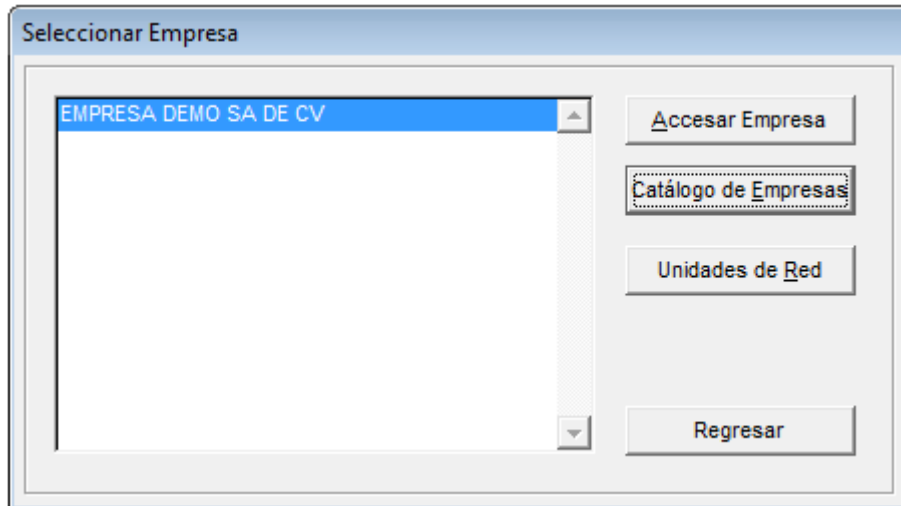 Seleccionar Empresa
EMPRESA DEMO SA DE CV
Accesar Empresa
Catálogo de Empresas
Unidades de Red
Regresar